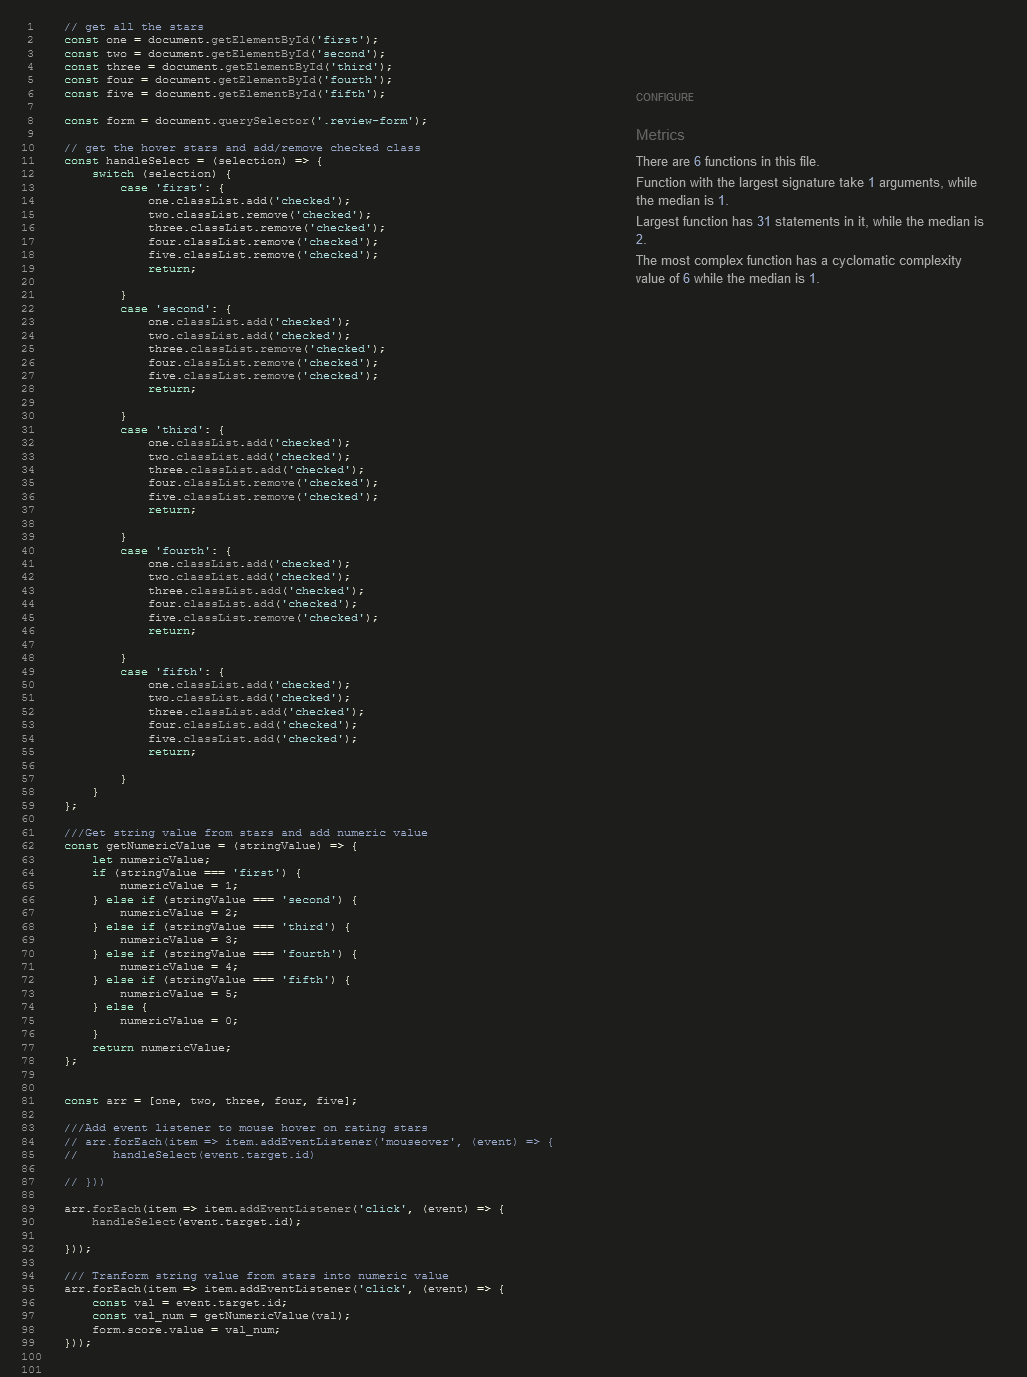 1 // get all the stars
2 const one = document.getElementById('first');
3 const two = document.getElementById('second');
4 const three = document.getElementById('third');
5 const four = document.getElementById('fourth');
6 const five = document.getElementById('fifth');
7
8 const form = document.querySelector('.review-form');
9
10 // get the hover stars and add/remove checked class
11 const handleSelect = (selection) => {
12 switch (selection) {
13 case 'first': {
14 one.classList.add('checked');
15 two.classList.remove('checked');
16 three.classList.remove('checked');
17 four.classList.remove('checked');
18 five.classList.remove('checked');
19 return;
20
21 }
22 case 'second': {
23 one.classList.add('checked');
24 two.classList.add('checked');
25 three.classList.remove('checked');
26 four.classList.remove('checked');
27 five.classList.remove('checked');
28 return;
29
30 }
31 case 'third': {
32 one.classList.add('checked');
33 two.classList.add('checked');
34 three.classList.add('checked');
35 four.classList.remove('checked');
36 five.classList.remove('checked');
37 return;
38
39 }
40 case 'fourth': {
41 one.classList.add('checked');
42 two.classList.add('checked');
43 three.classList.add('checked');
44 four.classList.add('checked');
45 five.classList.remove('checked');
46 return;
47
48 }
49 case 'fifth': {
50 one.classList.add('checked');
51 two.classList.add('checked');
52 three.classList.add('checked');
53 four.classList.add('checked');
54 five.classList.add('checked');
55 return;
56
57 }
58 }
59 };
60
61 ///Get string value from stars and add numeric value
62 const getNumericValue = (stringValue) => {
63 let numericValue;
64 if (stringValue === 'first') {
65 numericValue = 1;
66 } else if (stringValue === 'second') {
67 numericValue = 2;
68 } else if (stringValue === 'third') {
69 numericValue = 3;
70 } else if (stringValue === 'fourth') {
71 numericValue = 4;
72 } else if (stringValue === 'fifth') {
73 numericValue = 5;
74 } else {
75 numericValue = 0;
76 }
77 return numericValue;
78 };
79
80
81 const arr = [one, two, three, four, five];
82
83 ///Add event listener to mouse hover on rating stars
84 // arr.forEach(item => item.addEventListener('mouseover', (event) => {
85 // handleSelect(event.target.id)
86
87 // }))
88
89 arr.forEach(item => item.addEventListener('click', (event) => {
90 handleSelect(event.target.id);
91
92 }));
93
94 /// Tranform string value from stars into numeric value
95 arr.forEach(item => item.addEventListener('click', (event) => {
96 const val = event.target.id;
97 const val_num = getNumericValue(val);
98 form.score.value = val_num;
99 }));
100
101
CONFIGURE
Metrics
There are 6 functions in this file.
Function with the largest signature take 1 arguments, while
the median is 1.
Largest function has 31 statements in it, while the median is
2.
The most complex function has a cyclomatic complexity
value of 6 while the median is 1.